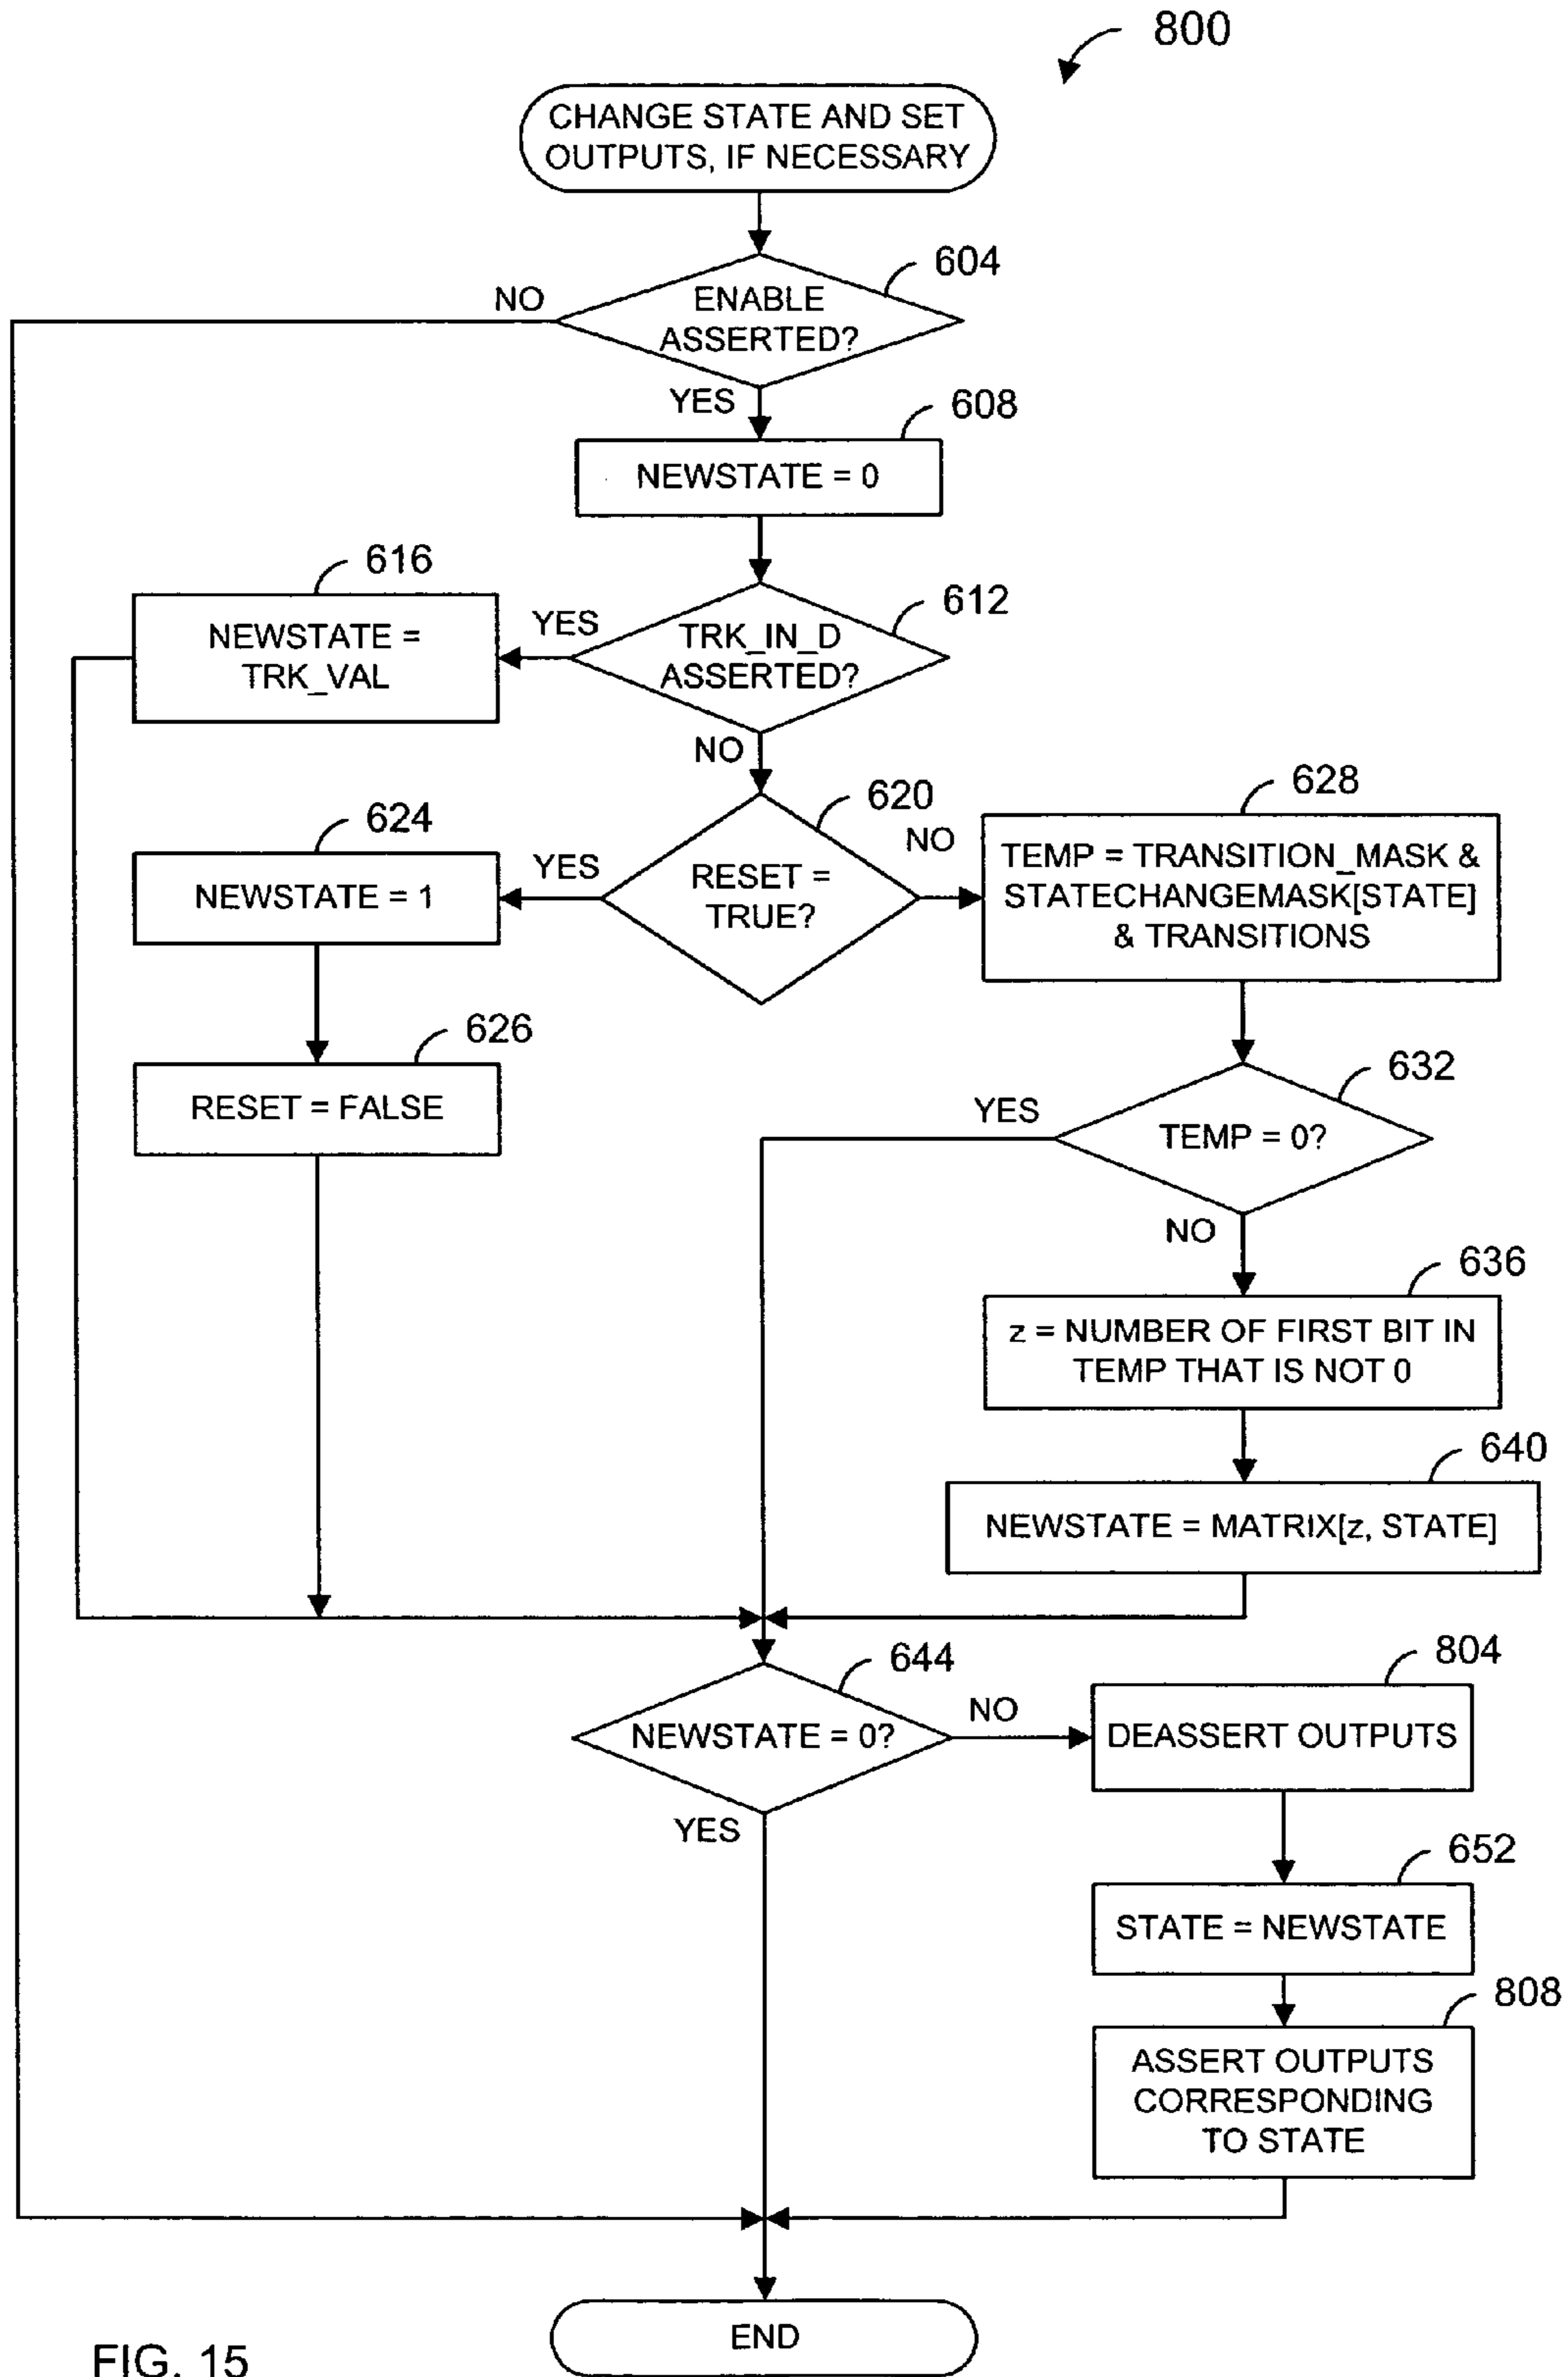 800
CHANGE STATE AND SET
OUTPUTS, IF NECESSARY
604
NO
ENABLE
ASSERTED?
YES
608
NEWSTATE = 0
616
NEWSTATE =
TRK_VAL
YES
612
TRK_IN_D
ASSERTED?
NO
620
RESET =
TRUE?
624
NEWSTATE = 1
YES
NO
628
TEMP = TRANSITION_MASK &
STATECHANGEMASK[STATE]
& TRANSITIONS
626
RESET = FALSE
632
YES
TEMP = 0?
NO
636
z = NUMBER OF FIRST BIT IN
TEMP THAT IS NOT 0
640
NEWSTATE = MATRIX[z, STATE]
644
NEWSTATE = 0?
NO
804
DEASSERT OUTPUTS
YES
652
STATE = NEWSTATE
808
ASSERT OUTPUTS
CORRESPONDING
TO STATE
END
FIG. 15